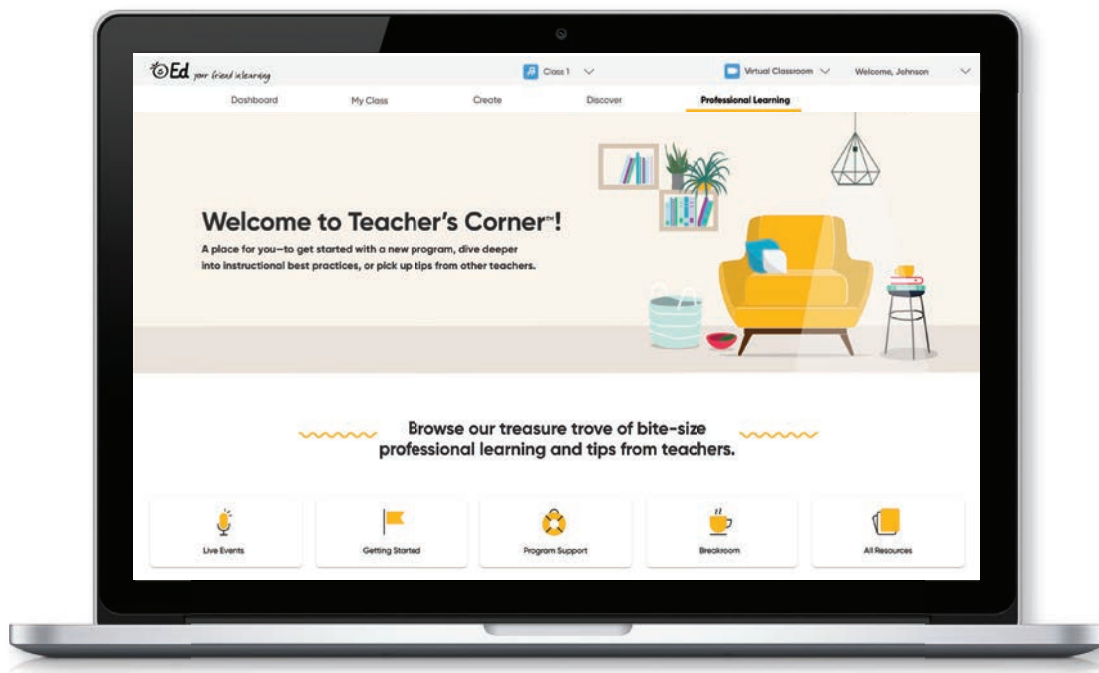 Ed your friend in learning
Class 1
Virtual Classroom
Welcome, Johnson
Dashboard
My Class
Create
Discover
Professional Learning
Welcome to Teacher's Corner™!
A place for you—to get started with a new program, dive deeper
into instructional best practices, or pick up tips from other teachers.
Browse our treasure trove of bite-size
professional learning and tips from teachers.
Live Events
Getting Started
Program Support
Breakroom
All Resources